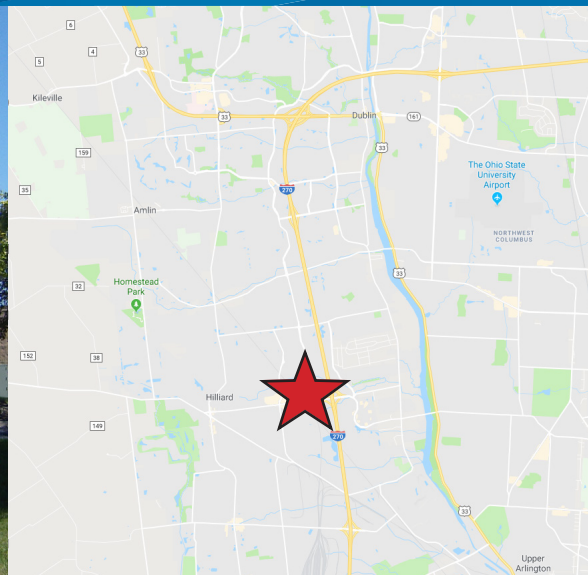 6
4
33
5
Kileville
33
Dublin
161
33
159
The Ohio State
University
Airport
270
35
Amlin
NORTHWEST
COLUMBUS
33
Homestead
Park
32
152
38
Hilliard
149
270
33
Upper
Arlington